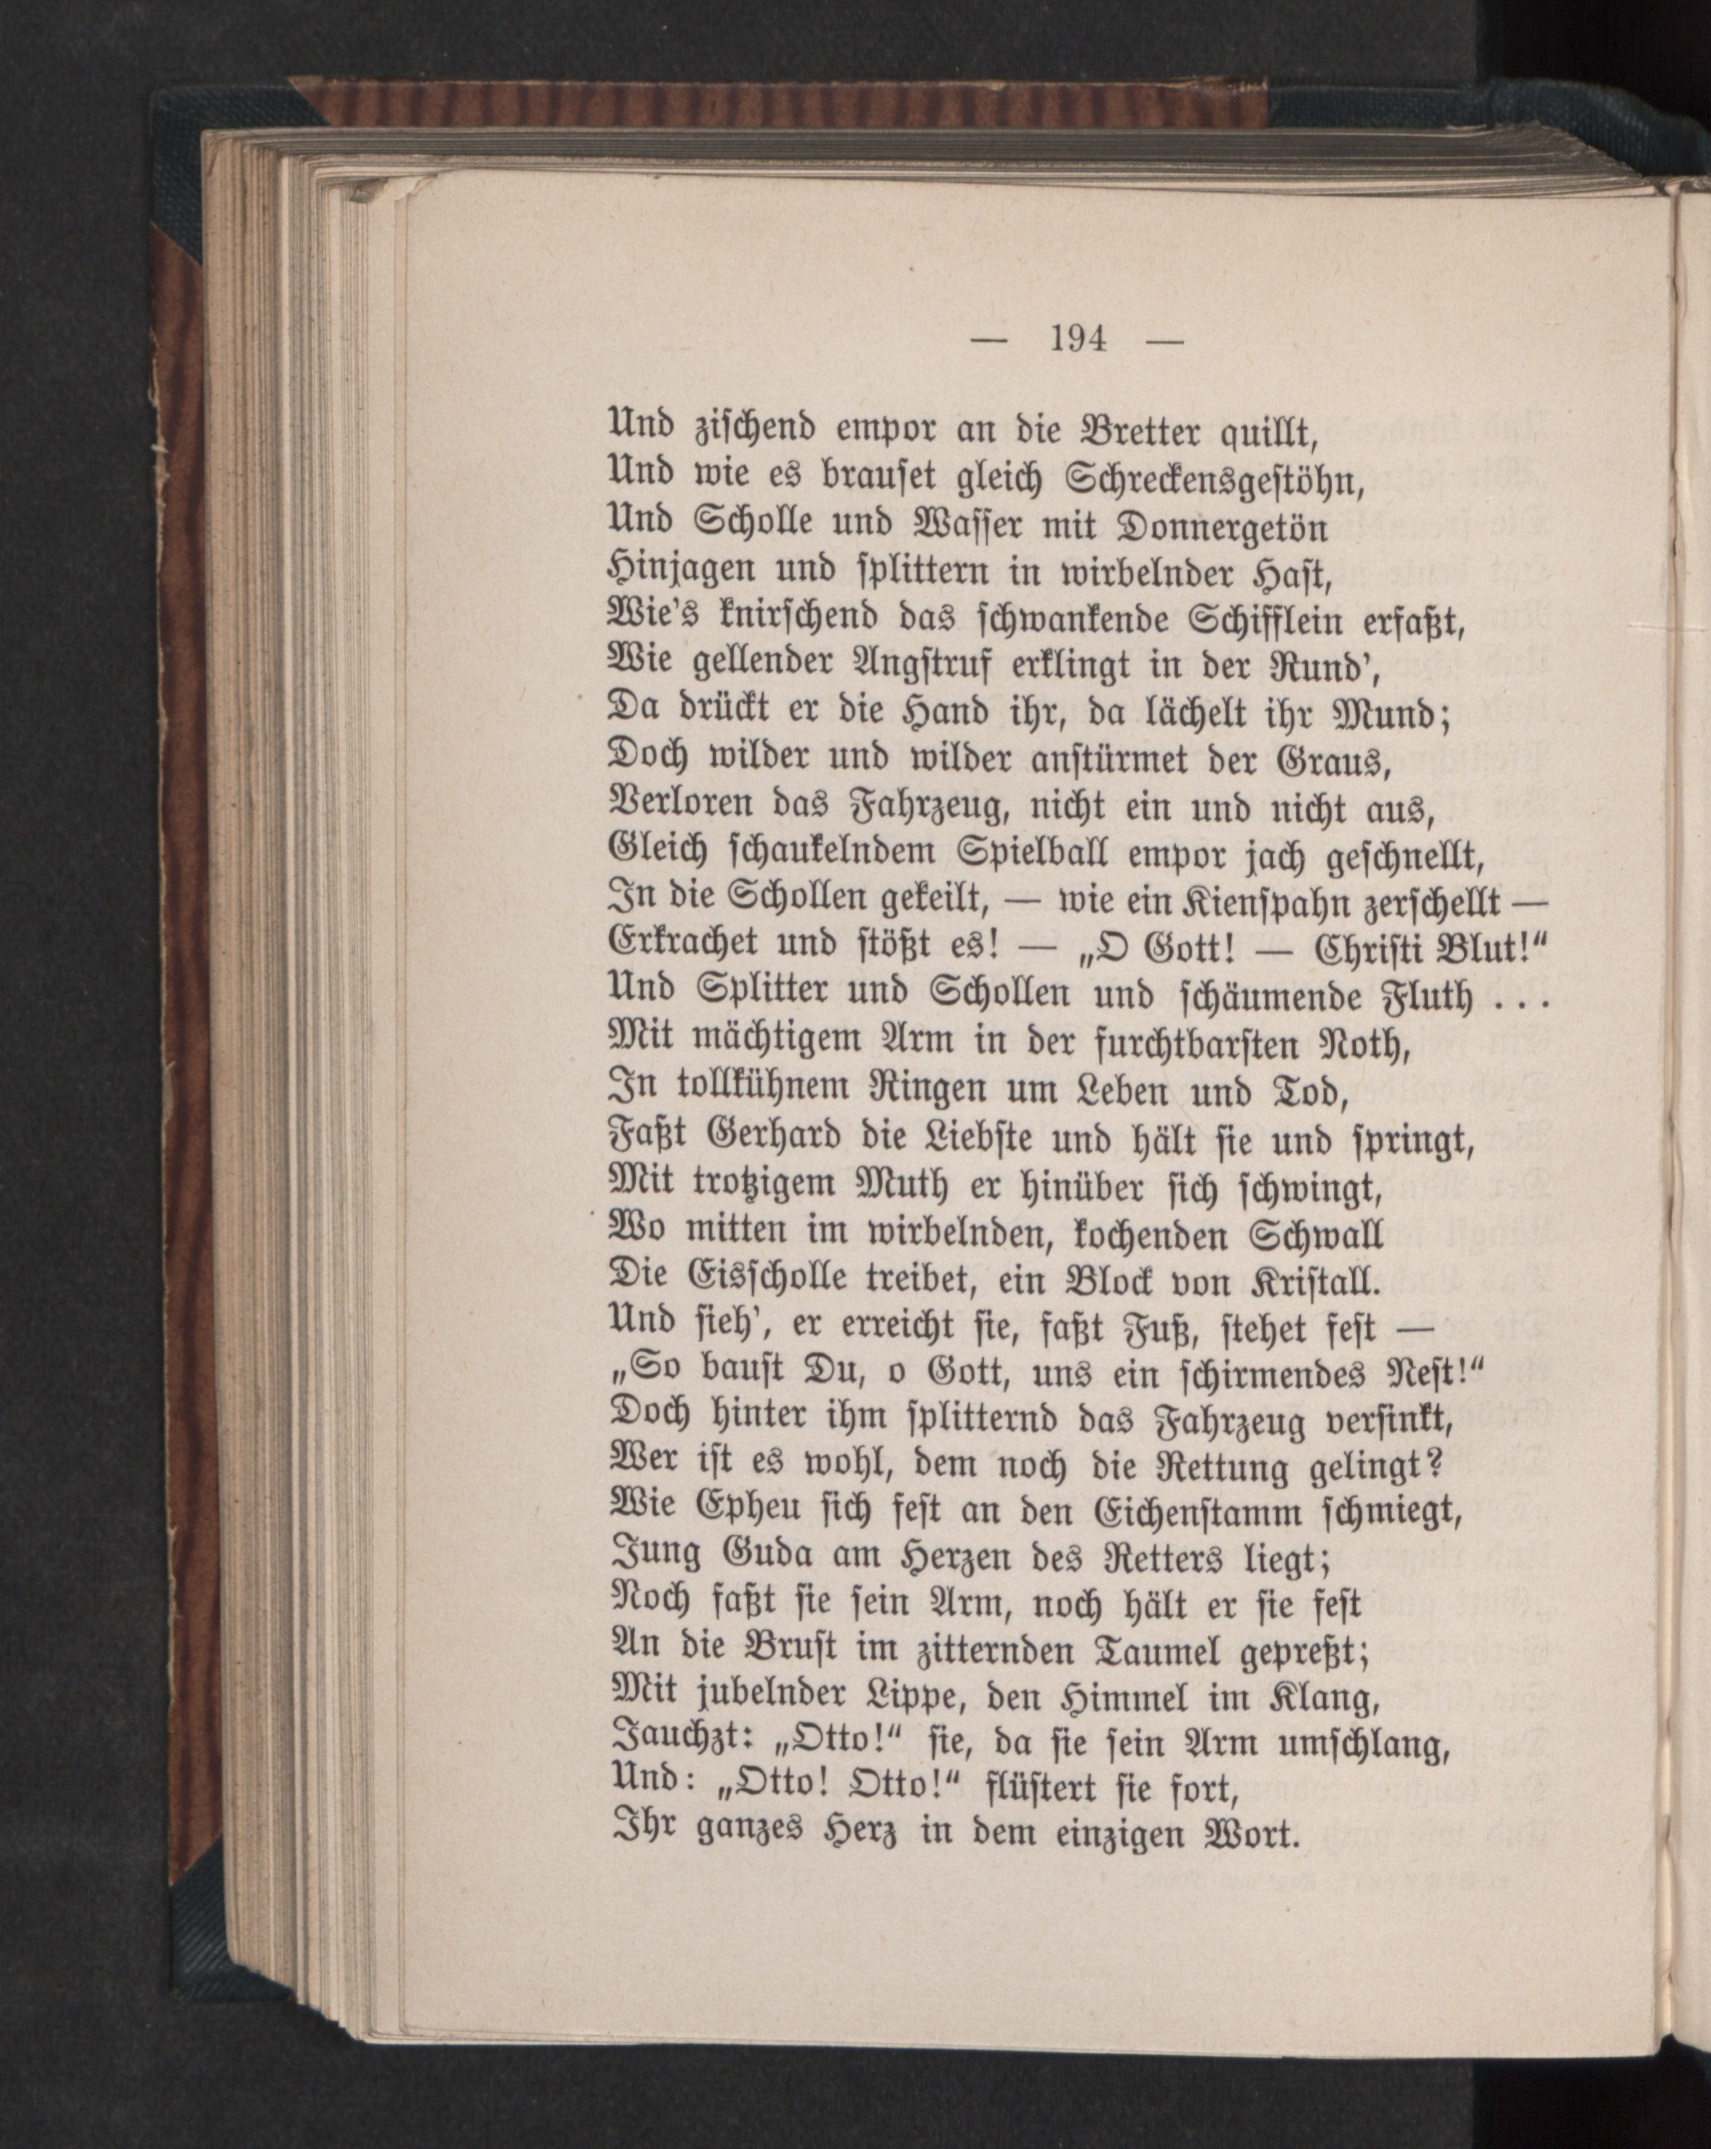 — 194 —
Und zischend empor an die Bretter quillt,
Und wie es brauset gleich Schreckensgestöhn,
Und Scholle und Wasser mit Donnergetön
Hinjagen und splittern in wirbelnder Hast,
Wie's knirschend das schwankende Schifflein erfaßt,
Wie gellender Angstruf erklingt in der Rund',
Da drückt er die Hand ihr, da lächelt ihr Mund;
Doch wilder und wilder anstürmet der Graus,
Verloren das Fahrzeug, nicht ein und nicht aus,
Gleich schaukelndem Spielball empor jach geschnellt,
In die Schollen gekeilt, — wie ein Kienspahn zerschellt —
Erkrachet und stößt es! — „O Gott! — Christi Blut!“
Und Splitter und Schollen und schäumende Fluth . . .
Mit mächtigem Arm in der furchtbarsten Noth,
In tollkühnem Ringen um Leben und Tod,
Faßt Gerhard die Liebste und hält sie und springt,
Mit trotzigem Muth er hinüber sich schwingt,
Wo mitten im wirbelnden, kochenden Schwall
Die Eisscholle treibet, ein Block von Kristall.
Und sieh', er erreicht sie, faßt Fuß, stehet fest —
„So baust Du, o Gott, uns ein schirmendes Nest!“
Doch hinter ihm splitternd das Fahrzeug versinkt,
Wer ist es wohl, dem noch die Rettung gelingt?
Wie Epheu sich fest an den Eichenstamm schmiegt,
Jung Guda am Herzen des Retters liegt;
Noch faßt sie sein Arm, noch hält er sie fest
An die Brust im zitternden Taumel gepreßt;
Mit jubelnder Lippe, den Himmel im Klang,
Jauchzt: „Otto!“ sie, da sie sein Arm umschlang,
Und: „Otto! Otto!“ flüstert sie fort,
Ihr ganzes Herz in dem einzigen Wort.